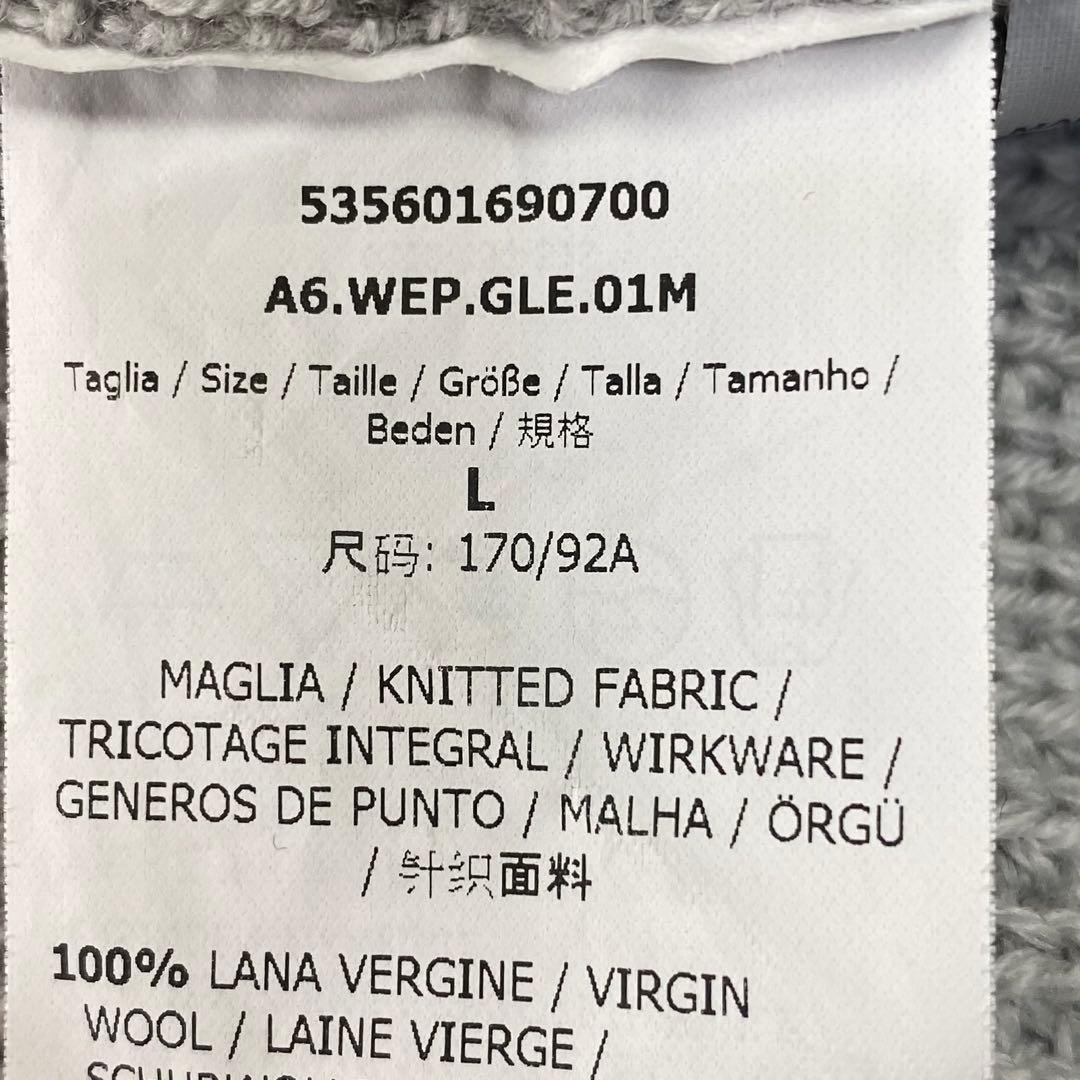 535601690700
A6.WEP.GLE.01M
Taglia / Size / Taille / Größe / Talla / Tamanho /
Beden / 規格
L
尺码: 170/92A
MAGLIA / KNITTED FABRIC /
TRICOTAGE INTEGRAL / WIRKWARE /
GENEROS DE PUNTO / MALHA / ÖRGÜ
/ 针织面料
100% LANA VERGINE / VIRGIN
WOOL / LAINE VIERGE /